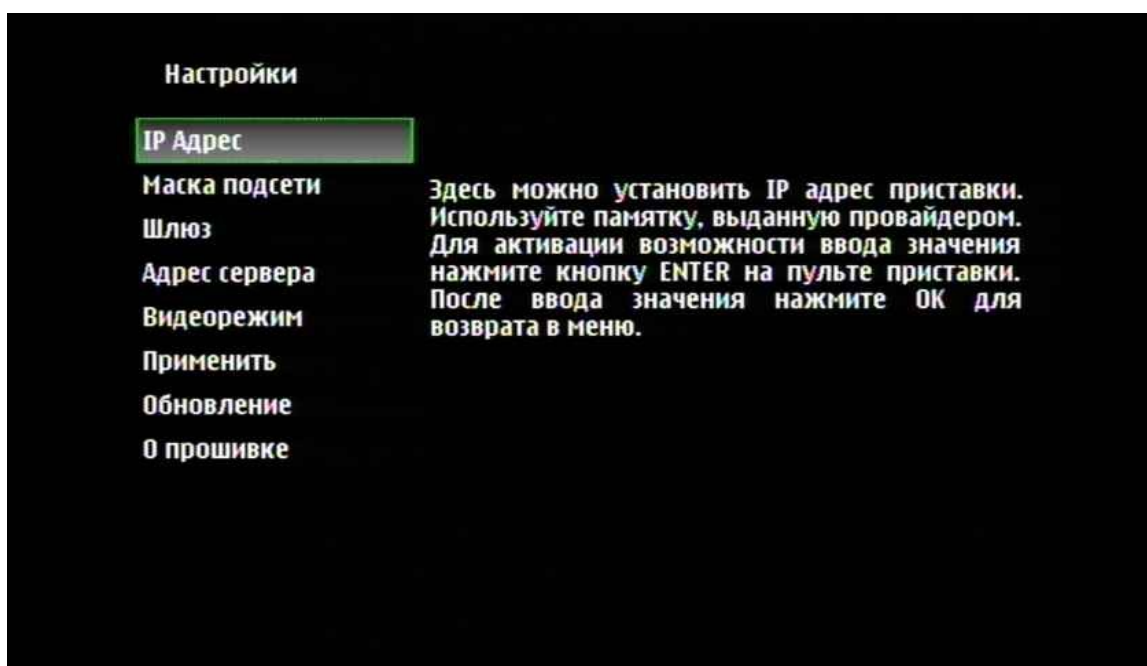 Настройки
IP Адрес
Маска подсети
Шлюз
Адрес сервера
Видеорежим
Применить
Обновление
О прошивке
Здесь можно установить IP адрес приставки.
Используйте памятку, выданную провайдером.
Для активации возможности ввода значения
нажмите кнопку ENTER на пульте приставки.
После ввода значения нажмите OK для
возврата в меню.